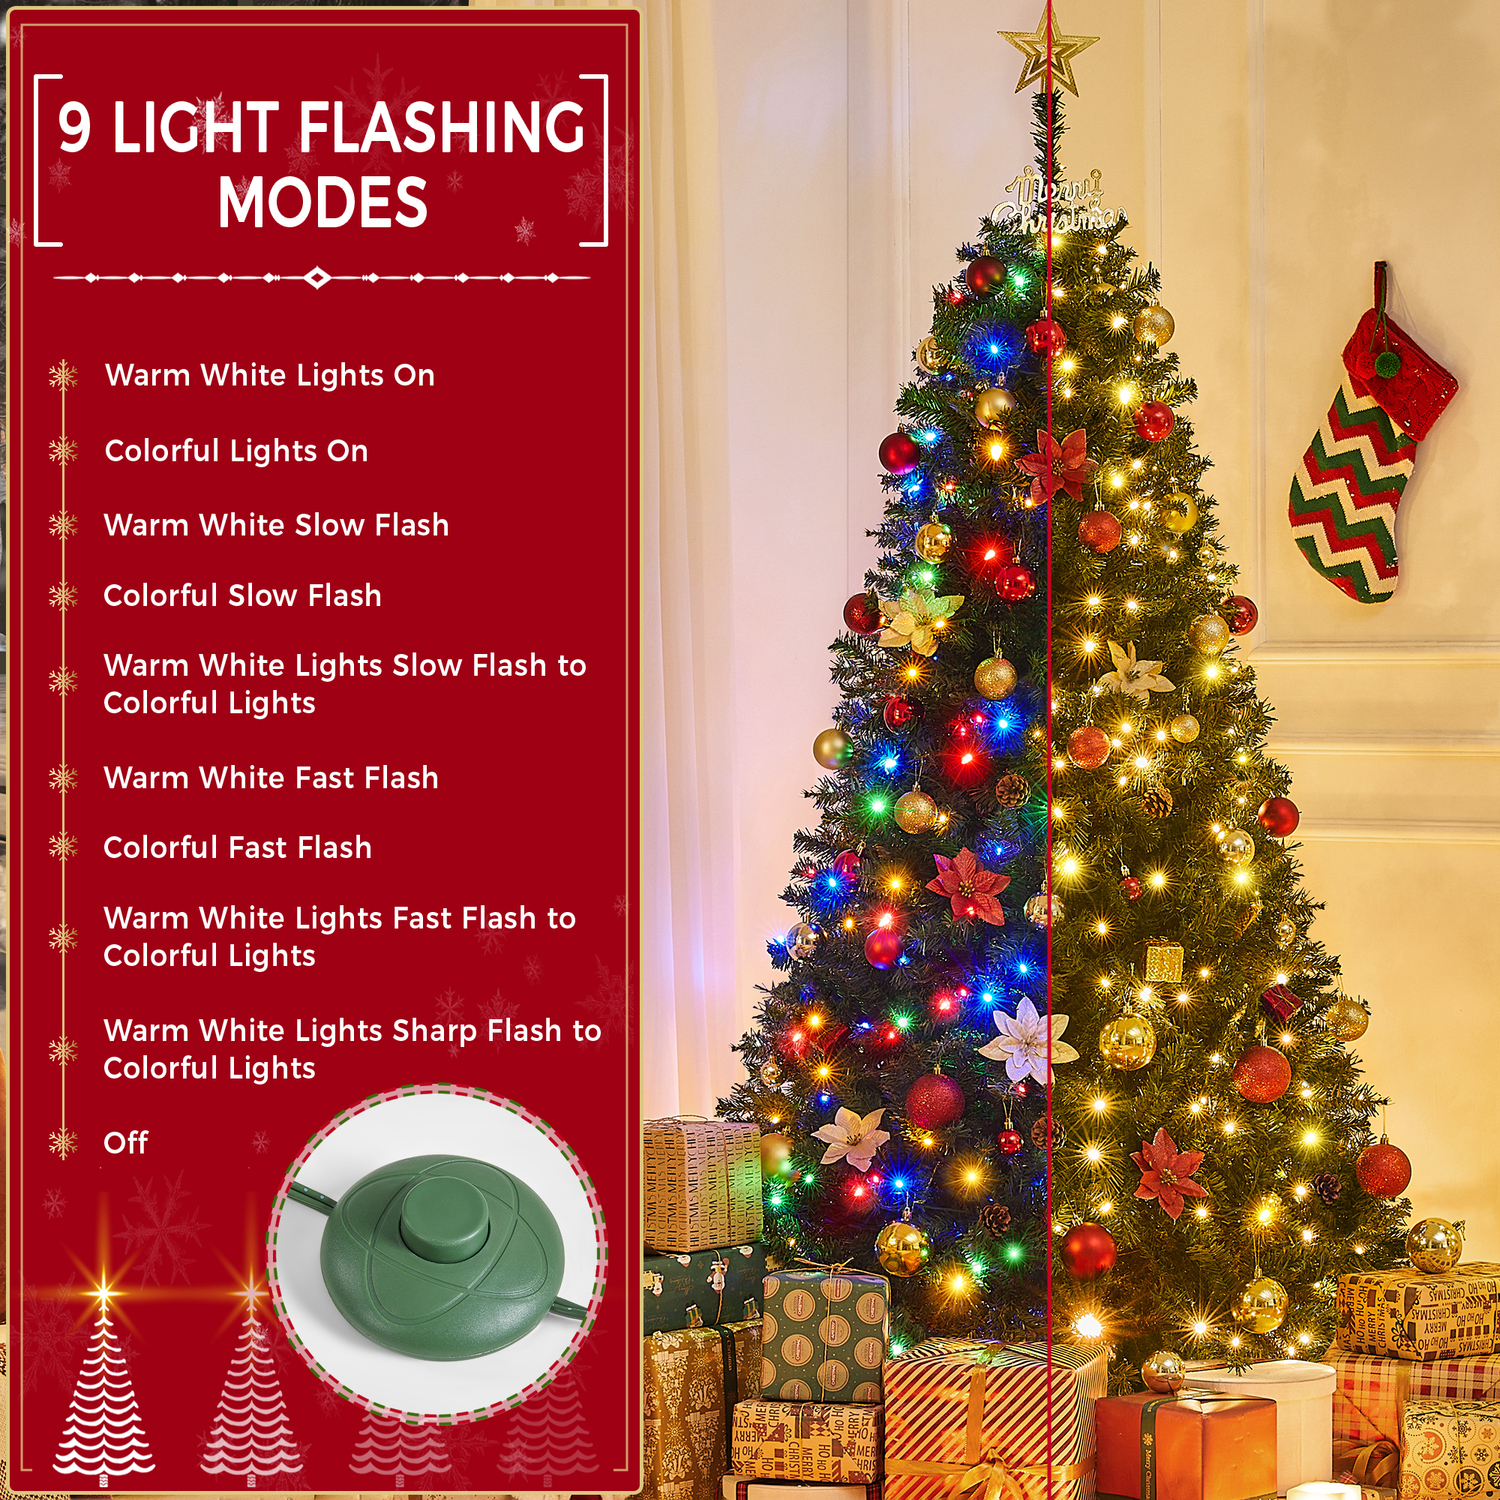 9 LIGHT FLASHING
MODES
Warm White Lights On
Colorful Lights On
Warm White Slow Flash
Colorful Slow Flash
Warm White Lights Slow Flash to
Colorful Lights
Warm White Fast Flash
Colorful Fast Flash
Warm White Lights Fast Flash to
Colorful Lights
Warm White Lights Sharp Flash to
Colorful Lights
Off
Merry
Christmas